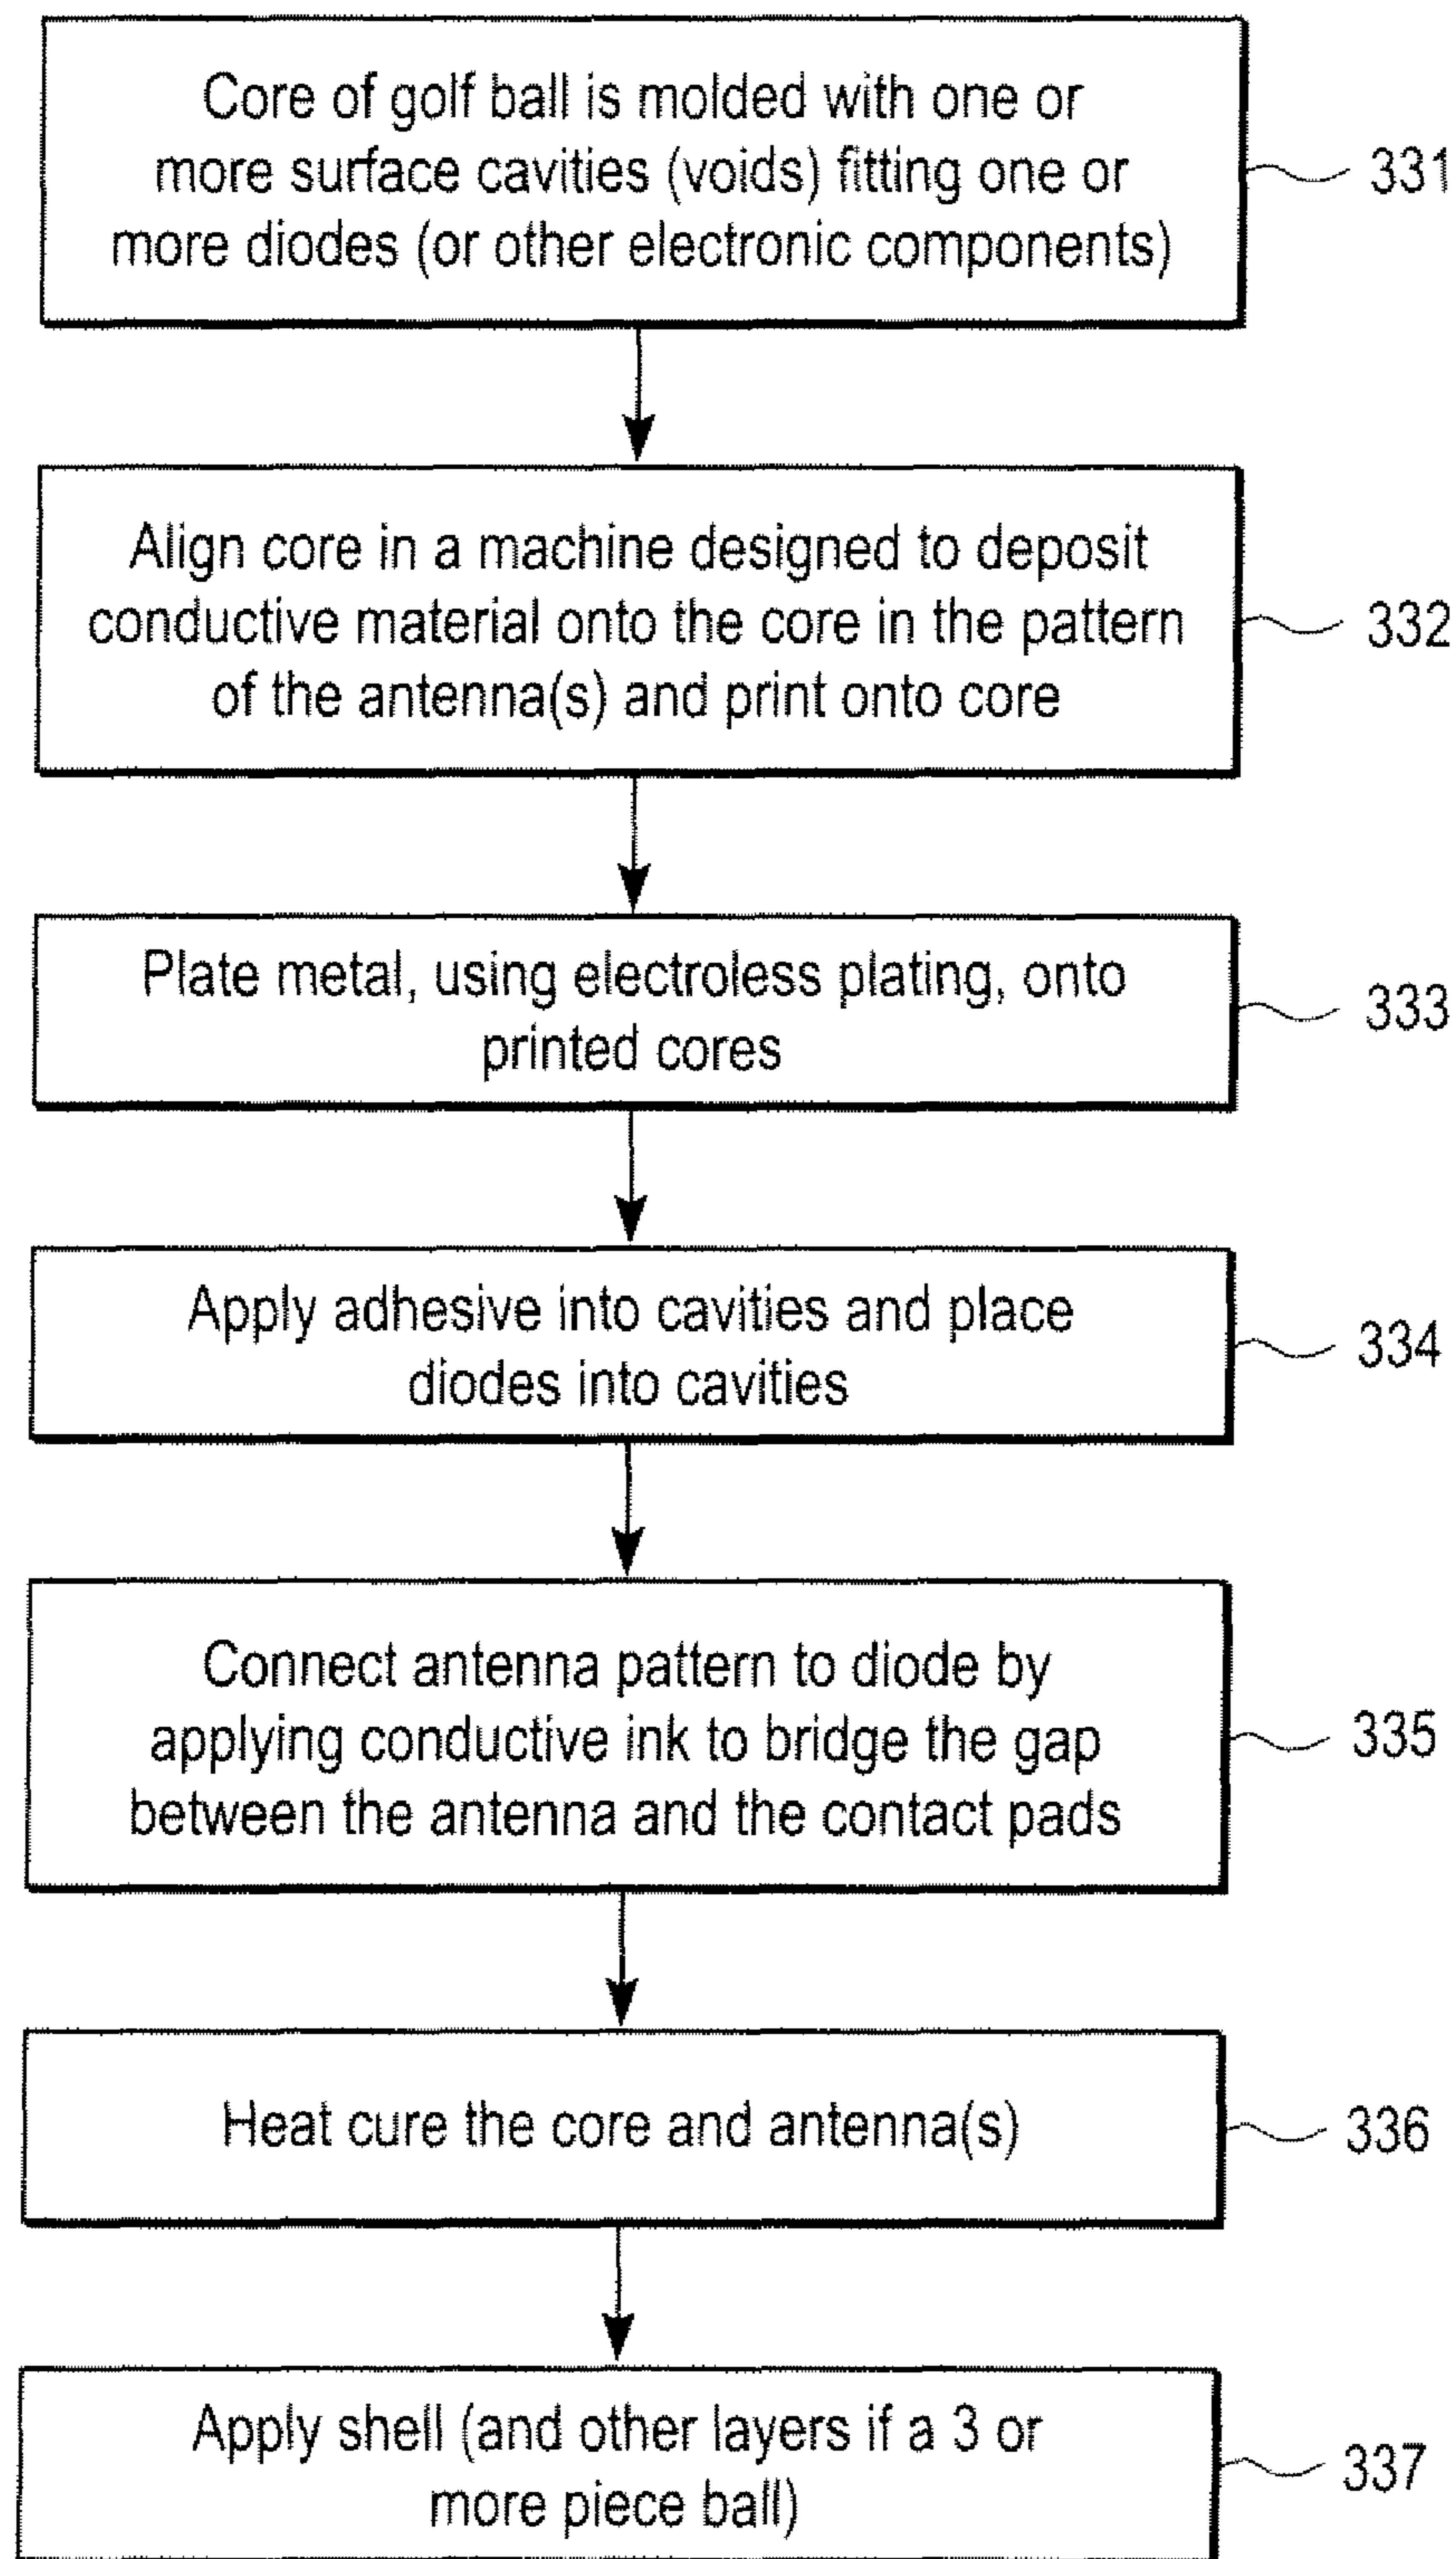 Core of golf ball is molded with one or
more surface cavities (voids) fitting one or
more diodes (or other electronic components)
331
Align core in a machine designed to deposit
conductive material onto the core in the pattern
of the antenna(s) and print onto core
332
Plate metal, using electroless plating, onto
printed cores
333
Apply adhesive into cavities and place
diodes into cavities
334
Connect antenna pattern to diode by
applying conductive ink to bridge the gap
between the antenna and the contact pads
335
Heat cure the core and antenna(s)
336
Apply shell (and other layers if a 3 or
more piece ball)
337